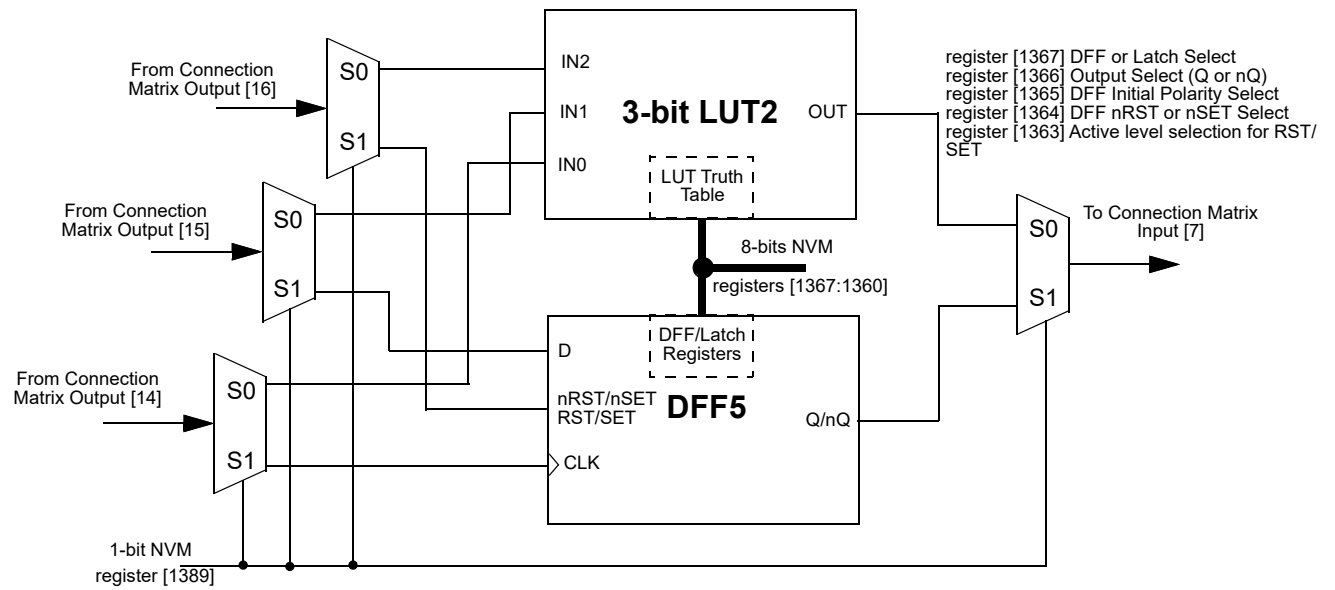 From Connection
Matrix Output [16]
S0
S1
IN2
IN1
IN0
3-bit LUT2
OUT
LUT Truth
Table
register [1367] DFF or Latch Select
register [1366] Output Select (Q or nQ)
register [1365] DFF Initial Polarity Select
register [1364] DFF nRST or nSET Select
register [1363] Active level selection for RST/
SET
From Connection
Matrix Output [15]
S0
S1
8-bits NVM
registers [1367:1360]
S0
S1
To Connection Matrix
Input [7]
From Connection
Matrix Output [14]
S0
S1
D
nRST/nSET
RST/SET
CLK
DFF/Latch
Registers
DFF5
Q/nQ
1-bit NVM
register [1389]